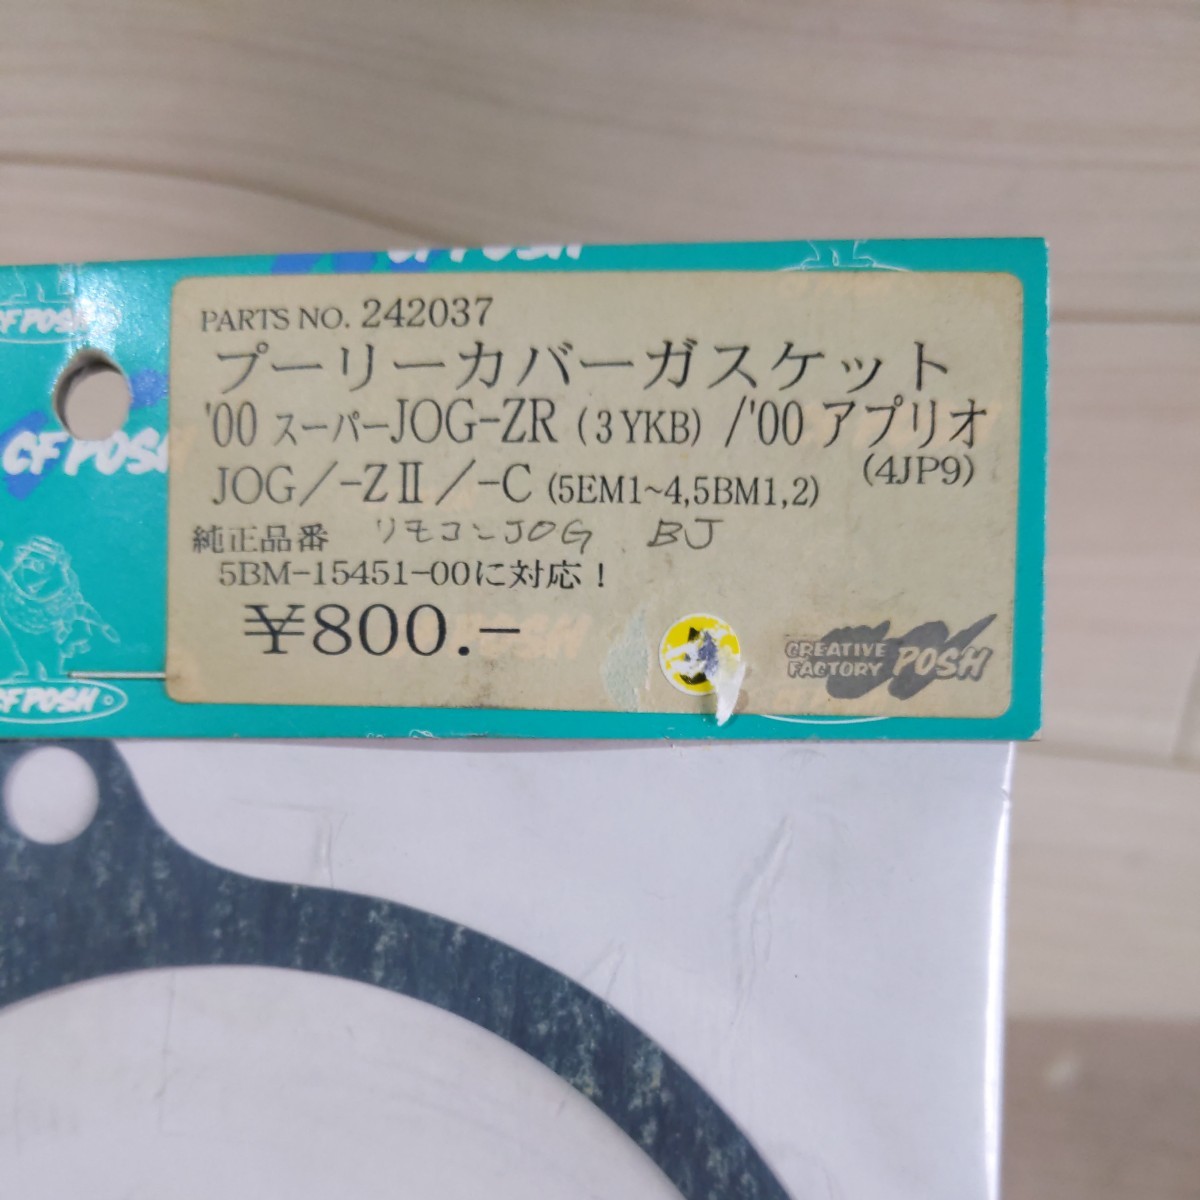 CF POSH
CF POSH
PARTS NO. 242037
プーリーカバーガスケット
'00 スーパーJOG-ZR (3YKB) /'00 アプリオ
(4JP9)
JOG/-ZⅡ/-C (5EM1~4,5BM1,2)
純正品番 リモコンJOG BJ
5BM-15451-00に対応!
¥800.-
CREATIVE FACTORY POSH
CF POSH
CF POSH